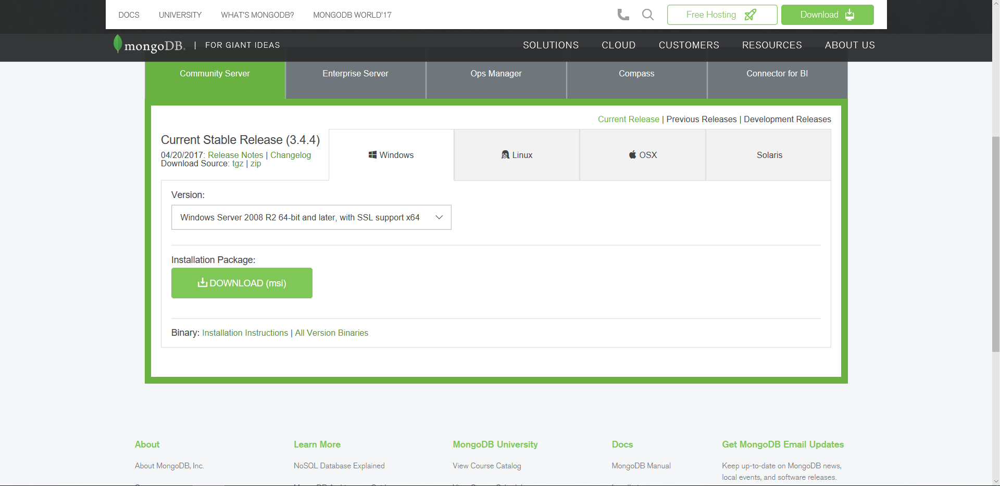 DOCS UNIVERSITY WHAT'S MONGODB? MONGODB WORLD'17 Free Hosting Download
mongoDB. | FOR GIANT IDEAS SOLUTIONS CLOUD CUSTOMERS RESOURCES ABOUT US
Community Server Enterprise Server Ops Manager Compass Connector for BI
Current Release | Previous Releases | Development Releases
Current Stable Release (3.4.4)
04/20/2017: Release Notes | Changelog
Download Source: tgz | zip
Windows Linux OSX Solaris
Version:
Windows Server 2008 R2 64-bit and later, with SSL support x64
Installation Package:
DOWNLOAD (msi)
Binary: Installation Instructions | All Version Binaries
About
About MongoDB, Inc.
Learn More
NoSQL Database Explained
MongoDB University
View Course Catalog
Docs
MongoDB Manual
Get MongoDB Email Updates
Keep up-to-date on MongoDB news,
local events, and software releases.